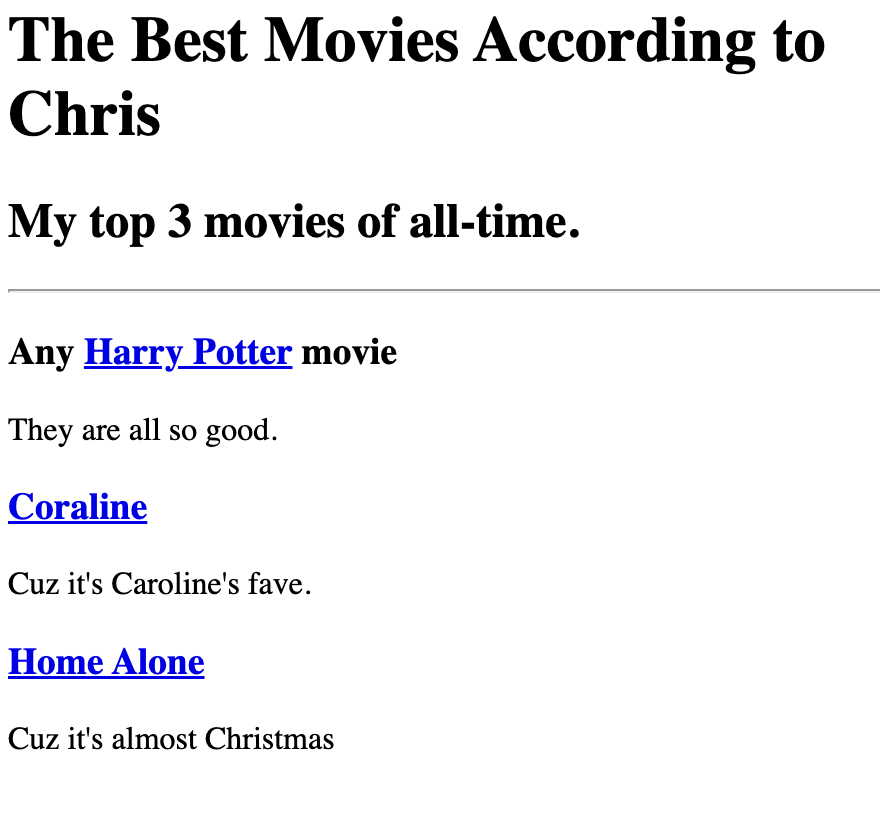 The Best Movies According to
Chris
My top 3 movies of all-time.
Any Harry Potter movie
They are all so good.
Coraline
Cuz it's Caroline's fave.
Home Alone
Cuz it's almost Christmas